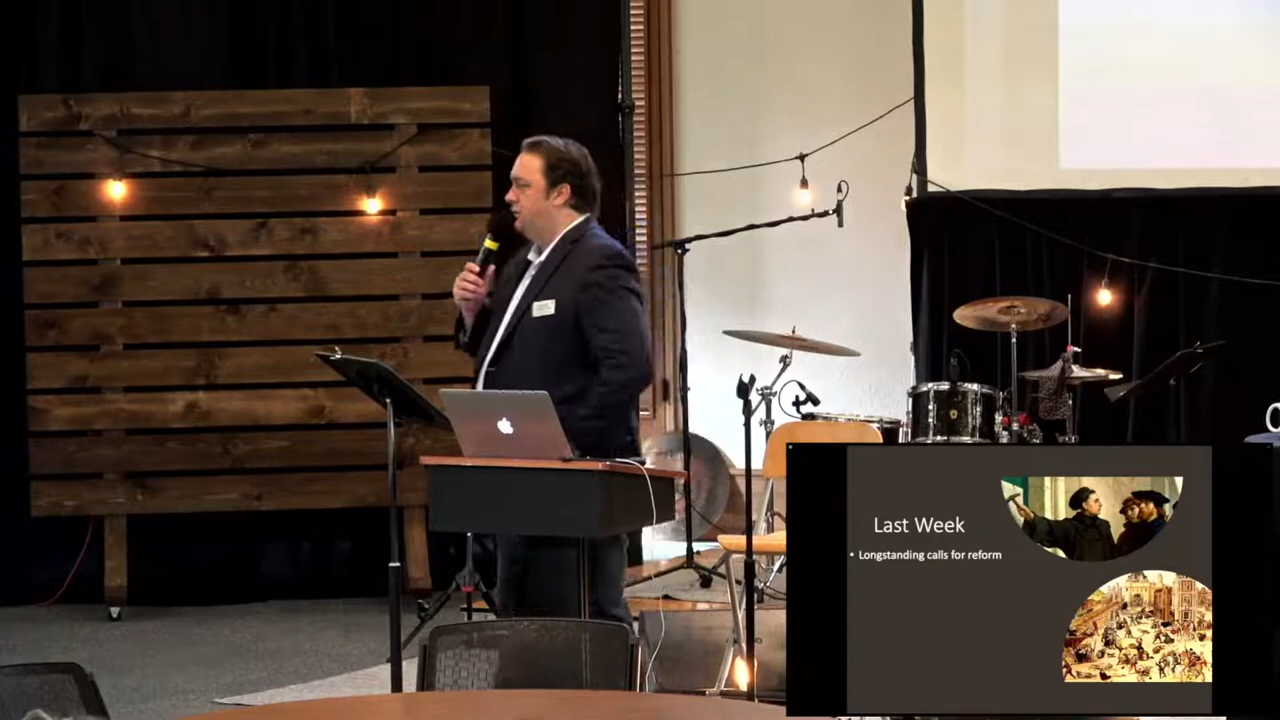 Last Week
• Longstanding calls for reform